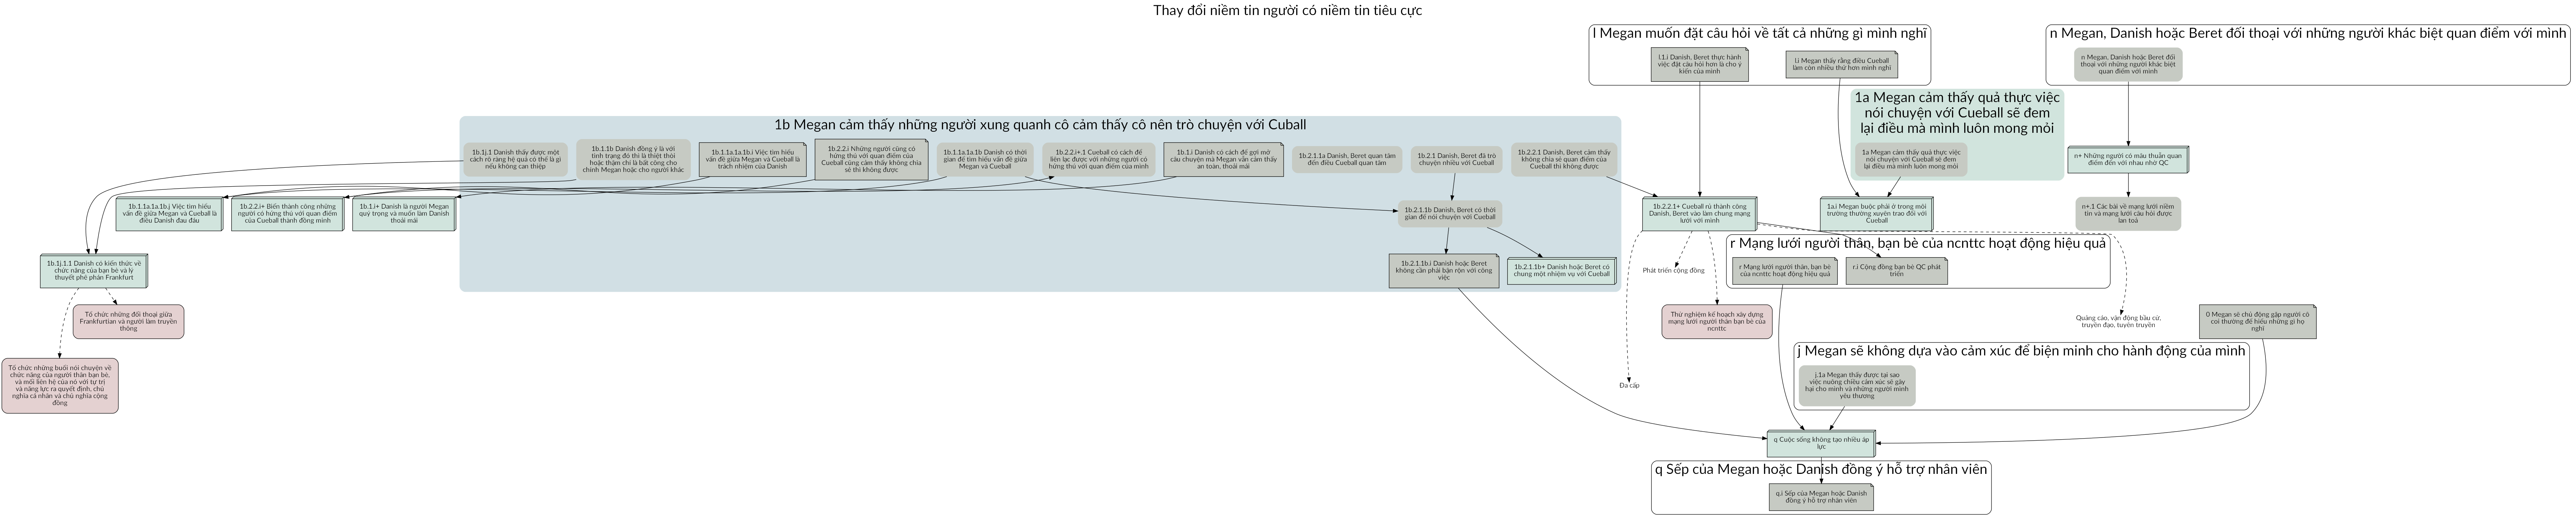 Thay đổi niềm tin người có niềm tin tiêu cực
l Megan muốn đặt câu hỏi về tất cả những gì mình nghĩ
l.1.i Danish, Beret thực hành
việc đặt câu hỏi hơn là cho ý
kiến của mình
l.i Megan thấy rằng điều Cueball
làm còn nhiều thứ hơn mình nghĩ
n Megan, Danish hoặc Beret đối thoại với những người khác biệt quan điểm với mình
n Megan, Danish hoặc Beret đối
thoại với những người khác biệt
quan điểm với mình
1a Megan cảm thấy quả thực việc
nói chuyện với Cueball sẽ đem
lại điều mà mình luôn mong mỏi
1a Megan cảm thấy quả thực việc
nói chuyện với Cueball sẽ đem
lại điều mà mình luôn mong mỏi
n+ Những người có mâu thuẫn quan
điểm đến với nhau nhờ QC
1b Megan cảm thấy những người xung quanh cô cảm thấy cô nên trò chuyện với Cuball
1b.1j.1 Danish thấy được một
cách rõ ràng hệ quả có thể là gì
nếu không can thiệp
1b.1.1b Danish đồng ý là với
tình trạng đó thì là thiệt thòi
hoặc thậm chí là bất công cho
chính Megan hoặc cho người khác
1b.1.1a.1a.1b.i Việc tìm hiểu
vấn đề giữa Megan và Cueball là
trách nhiệm của Danish
1b.2.2.i Những người cũng có
hứng thú với quan điểm của
Cueball cũng cảm thấy không chia
sẻ thì không được
1b.1.1a.1a.1b Danish có thời
gian để tìm hiểu vấn đề giữa
Megan và Cueball
1b.2.2.i+.1 Cueball có cách để
liên lạc được với những người có
hứng thú với quan điểm của mình
1b.1.i Danish có cách để gợi mở
câu chuyện mà Megan vẫn cảm thấy
an toàn, thoải mái
1b.2.1.1a Danish, Beret quan tâm
đến điều Cueball quan tâm
1b.2.1 Danish, Beret đã trò
chuyện nhiều với Cueball
1b.2.2.1 Danish, Beret cảm thấy
không chia sẻ quan điểm của
Cueball thì không được
1b.1.1a.1a.1b.j Việc tìm hiểu
vấn đề giữa Megan và Cueball là
điều Danish đau đáu
1b.2.2.i+ Biến thành công những
người có hứng thú với quan điểm
của Cueball thành đồng minh
1b.1.i+ Danish là người Megan
quý trọng và muốn làm Danish
thoải mái
1b.2.1.1b Danish, Beret có thời
gian để nói chuyện với Cueball
1b.2.2.1+ Cueball rủ thành công
Danish, Beret vào làm chung mạng
lưới với mình
1a.i Megan buộc phải ở trong môi
trường thường xuyên trao đổi với
Cueball
n+.1 Các bài về mạng lưới niềm
tin và mạng lưới câu hỏi được
lan toả
1b.1j.1.1 Danish có kiến thức về
chức năng của bạn bè và lý
thuyết phê phán Frankfurt
1b.2.1.1b.i Danish hoặc Beret
không cần phải bận rộn với công
việc
1b.2.1.1b+ Danish hoặc Beret có
chung một nhiệm vụ với Cueball
Phát triển cộng đồng
r Mạng lưới người thân, bạn bè của ncnttc hoạt động hiệu quả
r Mạng lưới người thân, bạn bè
của ncnttc hoạt động hiệu quả
r.i Cộng đồng bạn bè QC phát
triển
Tổ chức những đối thoại giữa
Frankfurtian và người làm truyền
thông
Thử nghiệm kế hoạch xây dựng
mạng lưới người thân bạn bè của
ncnttc
Quảng cáo, vận động bầu cử,
truyền đạo, tuyên truyền
0 Megan sẽ chủ động gặp người cô
coi thường để hiểu những gì họ
nghĩ
Tổ chức những buổi nói chuyện về
chức năng của người thân bạn bè,
và mối liên hệ của nó với tự trị
và năng lực ra quyết định, chủ
nghĩa cá nhân và chủ nghĩa cộng
đồng
Đa cấp
j Megan sẽ không dựa vào cảm xúc để biện minh cho hành động của mình
j.1a Megan thấy được tại sao
việc nuông chiều cảm xúc sẽ gây
hại cho mình và những người mình
yêu thương
q Cuộc sống không tạo nhiều áp
lực
q Sếp của Megan hoặc Danish đồng ý hỗ trợ nhân viên
q.i Sếp của Megan hoặc Danish
đồng ý hỗ trợ nhân viên